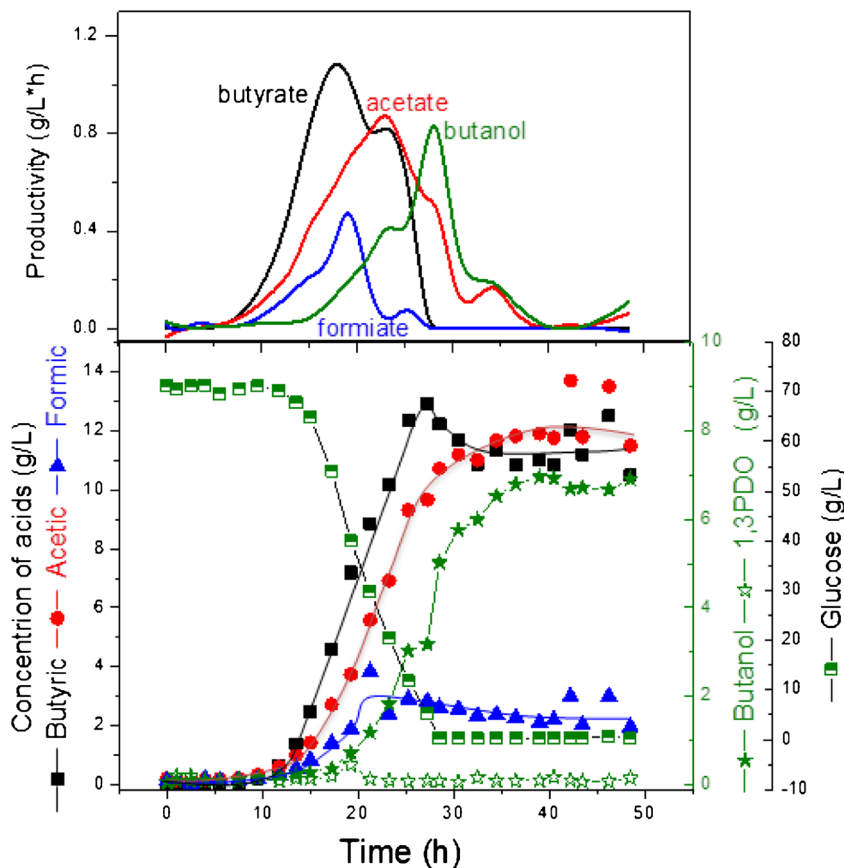 1.2
0.8
0.4
0.0
Productivity (g/L*h)
butyrate
acetate
butanol
formiate
14
12
10
8
6
4
2
0
Concentrion of acids (g/L)
Butyric
Acetic
Formic
10
8
6
4
2
0
Butanol
1,3PDO (g/L)
80
70
60
50
40
30
20
10
0
-10
Glucose (g/L)
0
10
20
30
40
50
Time (h)